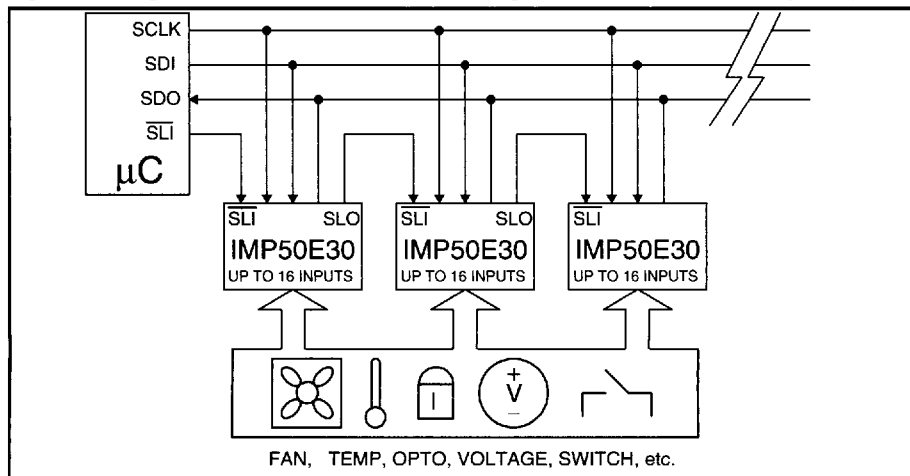 SCLK
SDI
SDO
SLI
μC
SLI SLO
IMP50E30
UP TO 16 INPUTS
SLI SLO
IMP50E30
UP TO 16 INPUTS
SLI
IMP50E30
UP TO 16 INPUTS
+
V
–
FAN, TEMP, OPTO, VOLTAGE, SWITCH, etc.